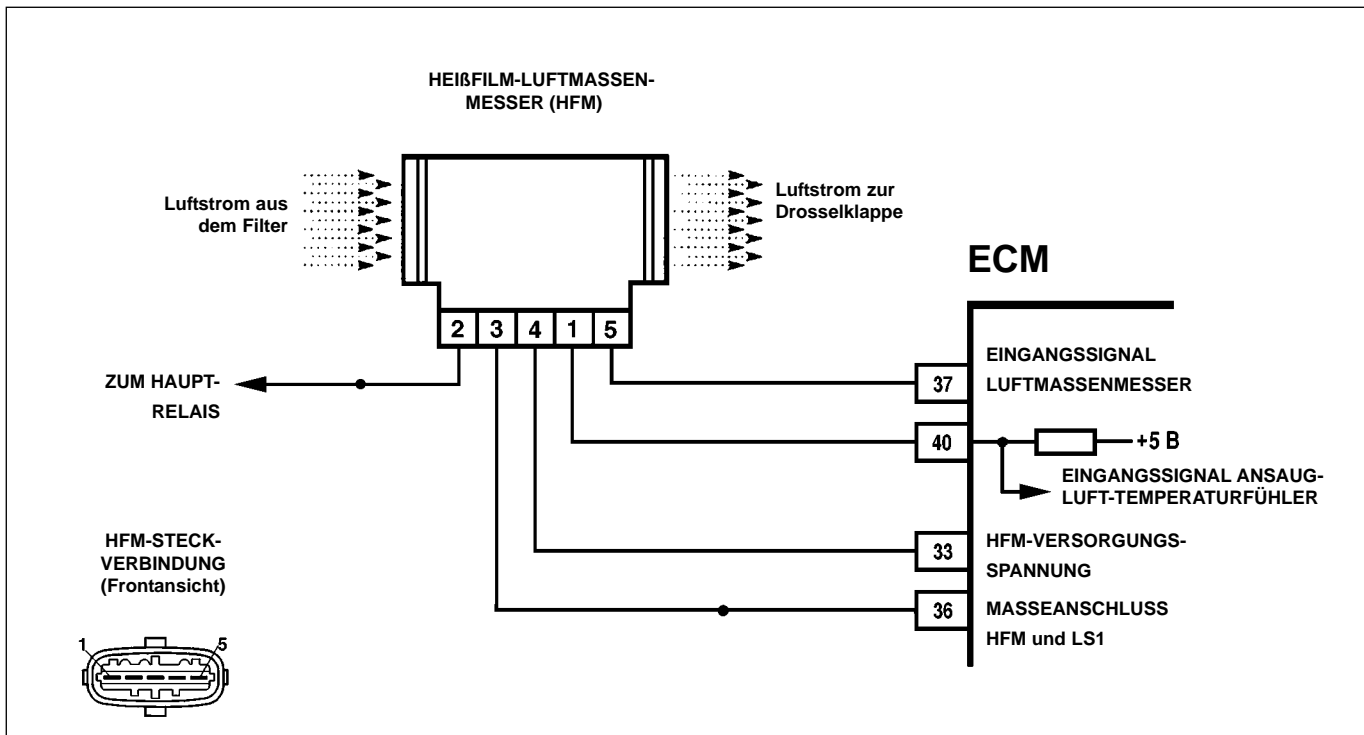 HEIßFILM-LUFTMASSEN-
MESSER (HFM)
Luftstrom aus
dem Filter
Luftstrom zur
Drosselklappe
ECM
2 3 4 1 5
ZUM HAUPT-
RELAIS
37
EINGANGSSIGNAL
LUFTMASSENMESSER
40
+5 B
EINGANGSSIGNAL ANSAUG-
LUFT-TEMPERATURFÜHLER
33
HFM-VERSORGUNGS-
SPANNUNG
36
MASSEANSCHLUSS
HFM und LS1
HFM-STECK-
VERBINDUNG
(Frontansicht)
1 5